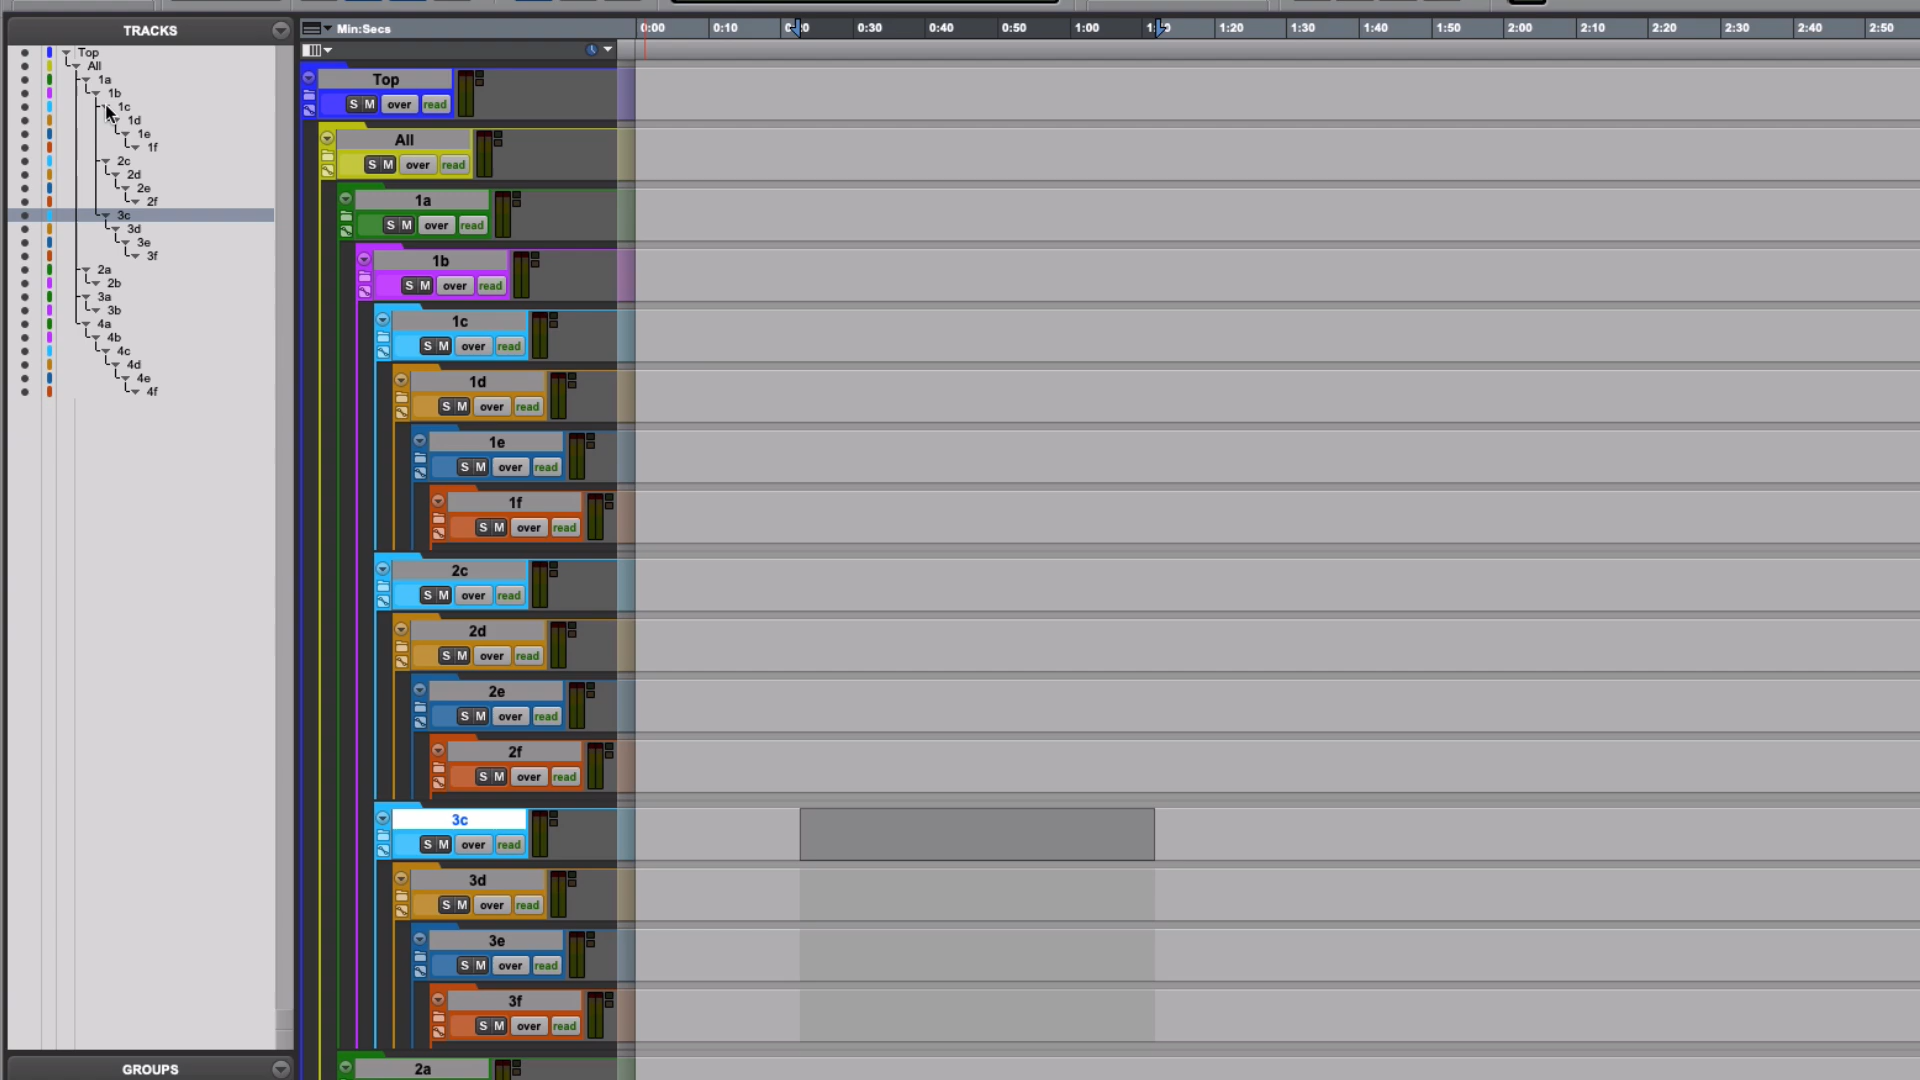 TRACKS
Min:Secs
0:00 0:10 0:30 0:40 0:50 1:00 1:20 1:30 1:40 1:50 2:00 2:10 2:20 2:30 2:40 2:50
Top
All
1a
1b
1c
1d
1e
1f
2c
2d
2e
2f
3c
3d
3e
3f
2a
2b
3a
3b
4a
4b
4c
4d
4e
4f
GROUPS
Top
S M over read
All
S M over read
1a
S M over read
1b
S M over read
1c
S M over read
1d
S M over read
1e
S M over read
1f
S M over read
2c
S M over read
2d
S M over read
2e
S M over read
2f
S M over read
3c
S M over read
3d
S M over read
3e
S M over read
3f
S M over read
2a